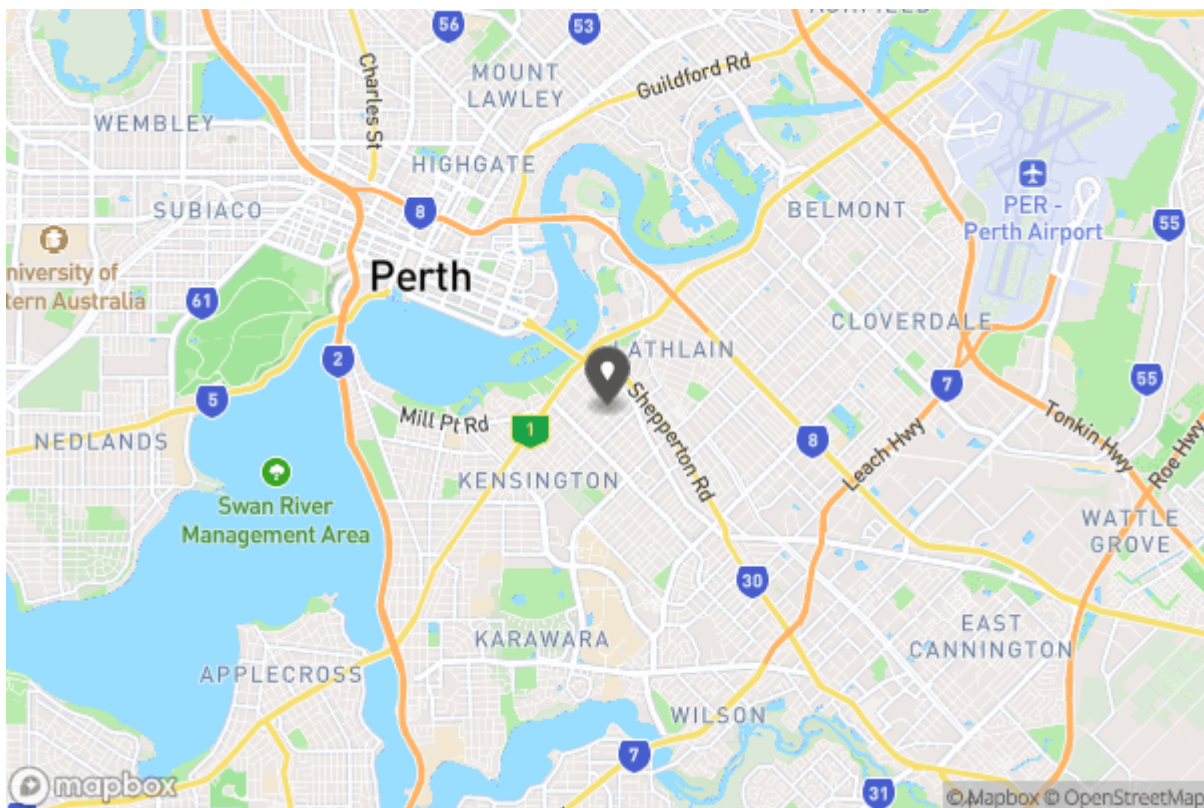 56
53
Charles St
MOUNT
LAWLEY
Guildford Rd
WEMBLEY
HIGHGATE
SUBIACO
8
BELMONT
PER -
Perth Airport
55
niversity of
tern Australia
Perth
61
CLOVERDALE
2
LATHLAIN
7
55
5
Mill Pt Rd
1
Shepperton Rd
8
Leach Hwy
Tonkin Hwy
Roe Hwy
NEDLANDS
KENSINGTON
Swan River
Management Area
WATTLE
GROVE
30
KARAWARA
EAST
CANNINGTON
APPLECROSS
WILSON
7
31
mapbox
© Mapbox © OpenStreetMap